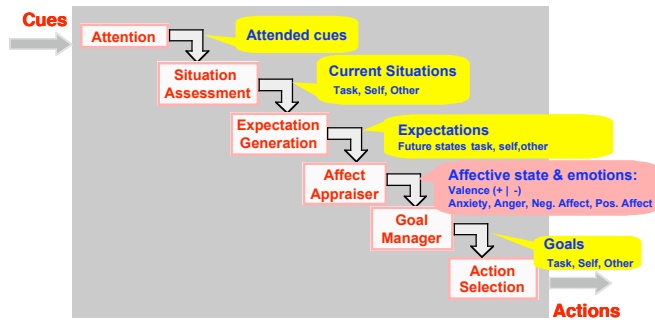 Cues
Attention
Attended cues
Situation
Assessment
Current Situations
Task, Self, Other
Expectation
Generation
Expectations
Future states task, self,other
Affect
Appraiser
Affective state & emotions:
Valence (+ | -)
Anxiety, Anger, Neg. Affect, Pos. Affect
Goal
Manager
Goals
Task, Self, Other
Action
Selection
Actions